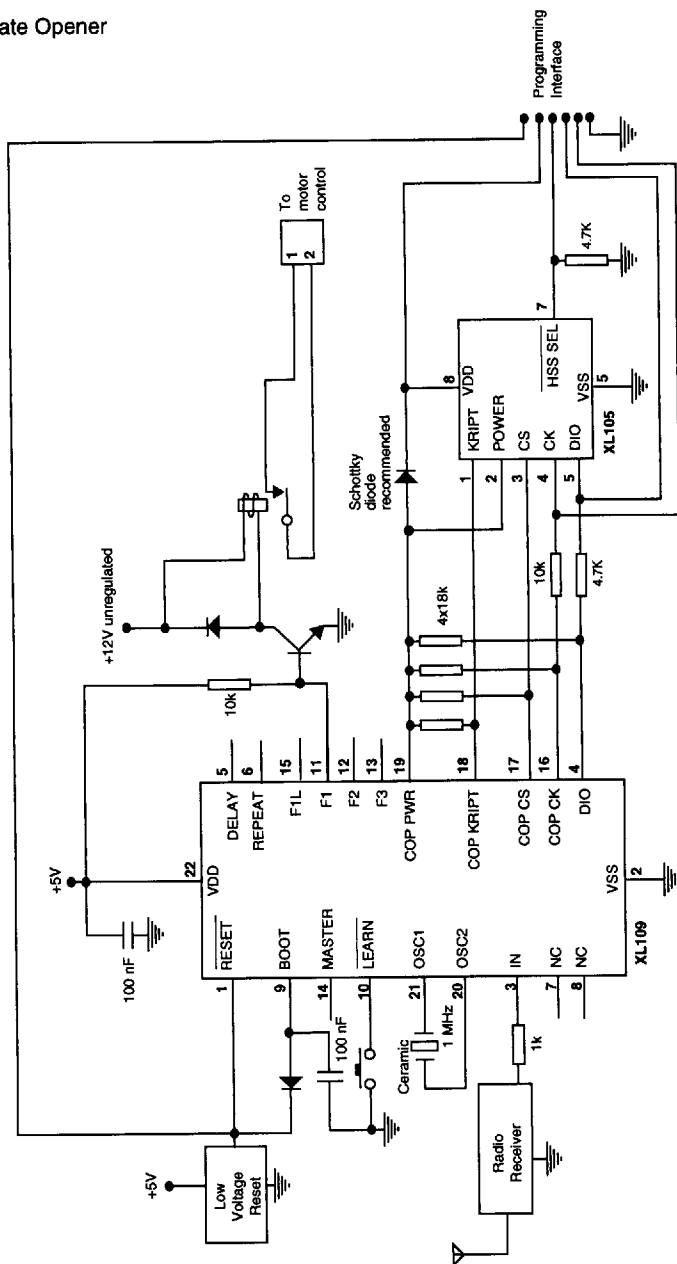 ate Opener
+12V unregulated
To
motor
control
1
2
Programming
Interface
+5V
100 nF
10k
22
VDD
RESET
1
BOOT
9
MASTER
14
LEARN
10
OSC1
21
OSC2
20
IN
3
NC
7
NC
8
DELAY
5
REPEAT
6
F1L
15
F1
11
F2
12
F3
13
COP PWR
19
COP KRIPT
18
COP CS
17
COP CK
16
DIO
4
VSS
2
XL109
+5V
Low
Voltage
Reset
100 nF
Ceramic
1 MHz
1k
Radio
Receiver
4x18k
Schottky
diode
recommended
10k
4.7K
8
VDD
KRIPT
1
POWER
2
CS
3
CK
4
DIO
5
HSS SEL
7
VSS
5
XL105
4.7K